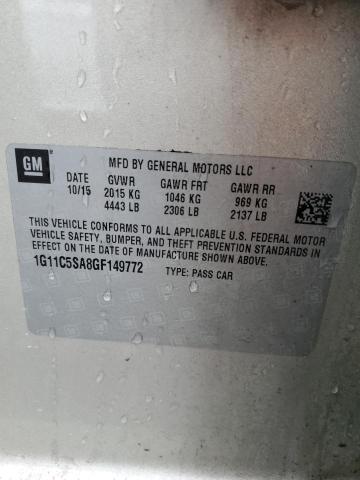 GM
MFD BY GENERAL MOTORS LLC
DATE GVWR GAWR FRT GAWR RR
10/15 2015 KG 1046 KG 969 KG
4443 LB 2306 LB 2137 LB
THIS VEHICLE CONFORMS TO ALL APPLICABLE U.S. FEDERAL MOTOR
VEHICLE SAFETY, BUMPER, AND THEFT PREVENTION STANDARDS IN
EFFECT ON THE DATE OF MANUFACTURE SHOWN ABOVE.
1G11C5SA8GF149772 TYPE: PASS CAR